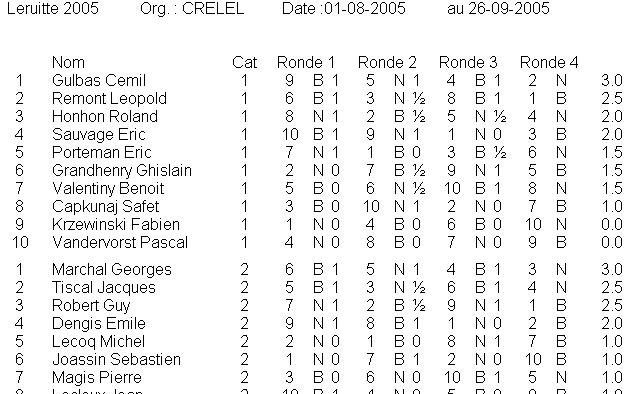 Leruitte 2005 Org. : CRELEL Date :01-08-2005 au 26-09-2005
Nom Cat Ronde 1 Ronde 2 Ronde 3 Ronde 4
1 Gulbas Cemil 1 9 B 1 5 N 1 4 B 1 2 N 3.0
2 Remont Leopold 1 6 B 1 3 N ½ 8 B 1 1 B 2.5
3 Honhon Roland 1 8 N 1 2 B ½ 5 N ½ 4 N 2.0
4 Sauvage Eric 1 10 B 1 9 N 1 1 N 0 3 B 2.0
5 Porteman Eric 1 7 N 1 1 B 0 3 B ½ 6 N 1.5
6 Grandhenry Ghislain 1 2 N 0 7 B ½ 9 N 1 5 B 1.5
7 Valentiny Benoit 1 5 B 0 6 N ½ 10 B 1 8 N 1.5
8 Capkunaj Safet 1 3 B 0 10 N 1 2 N 0 7 B 1.0
9 Krzewinski Fabien 1 1 N 0 4 B 0 6 B 0 10 N 0.0
10 Vandervorst Pascal 1 4 N 0 8 B 0 7 N 0 9 B 0.0
1 Marchal Georges 2 6 B 1 5 N 1 4 B 1 3 N 3.0
2 Tiscal Jacques 2 5 B 1 3 N ½ 6 B 1 4 N 2.5
3 Robert Guy 2 7 N 1 2 B ½ 9 N 1 1 B 2.5
4 Dengis Emile 2 9 N 1 8 B 1 1 N 0 2 B 2.0
5 Lecoq Michel 2 2 N 0 1 B 0 8 N 1 7 B 1.0
6 Joassin Sebastien 2 1 N 0 7 B 1 2 N 0 10 B 1.0
7 Magis Pierre 2 3 B 0 6 N 0 10 B 1 5 N 1.0